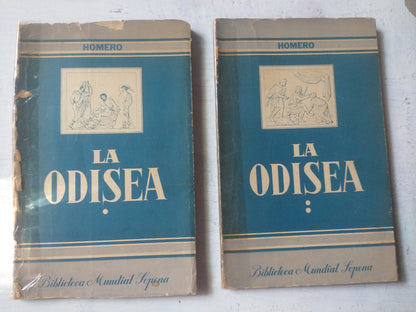 HOMERO
LA
ODISEA
Biblioteca Mundial Sopena
HOMERO
LA
ODISEA
Biblioteca Mundial Sopena